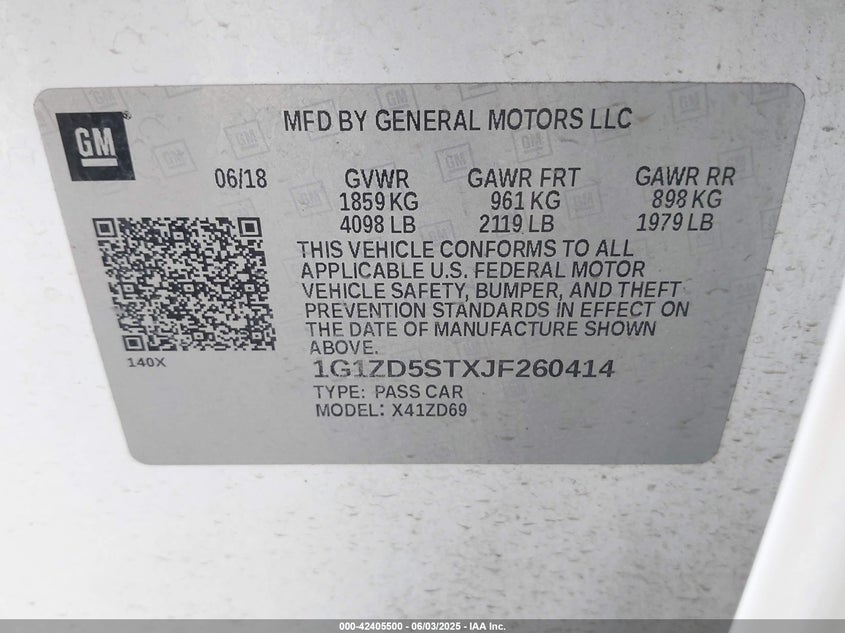 GM
MFD BY GENERAL MOTORS LLC
06/18 GVWR GAWR FRT GAWR RR
1859 KG 961 KG 898 KG
4098 LB 2119 LB 1979 LB
THIS VEHICLE CONFORMS TO ALL
APPLICABLE U.S. FEDERAL MOTOR
VEHICLE SAFETY, BUMPER, AND THEFT
PREVENTION STANDARDS IN EFFECT ON
THE DATE OF MANUFACTURE SHOWN
ABOVE.
140X
1G1ZD5STXJF260414
TYPE: PASS CAR
MODEL: X41ZD69
000-42405500 - 06/03/2025 - IAA Inc.